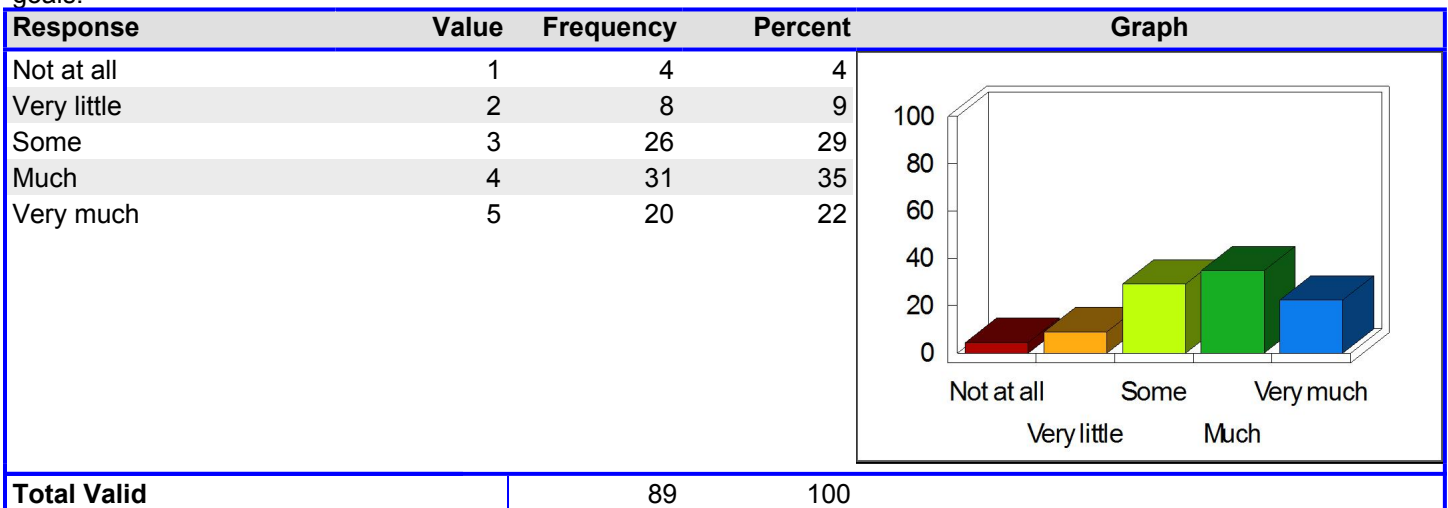 goals.
Response Value Frequency Percent Graph
Not at all 1 4 4
Very little 2 8 9
Some 3 26 29
Much 4 31 35
Very much 5 20 22
100
80
60
40
20
0
Not at all Some Very much
Very little Much
Total Valid 89 100